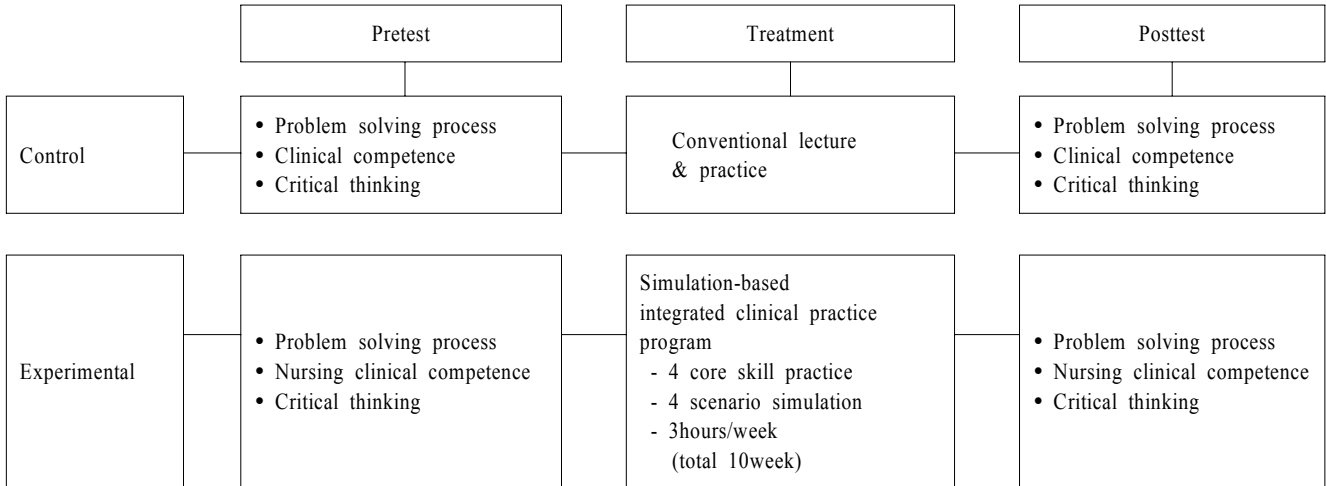 Pretest
Treatment
Posttest
Control
• Problem solving process
• Clinical competence
• Critical thinking
Conventional lecture
& practice
• Problem solving process
• Clinical competence
• Critical thinking
Experimental
• Problem solving process
• Nursing clinical competence
• Critical thinking
Simulation-based
integrated clinical practice
program
- 4 core skill practice
- 4 scenario simulation
- 3hours/week
(total 10week)
• Problem solving process
• Nursing clinical competence
• Critical thinking